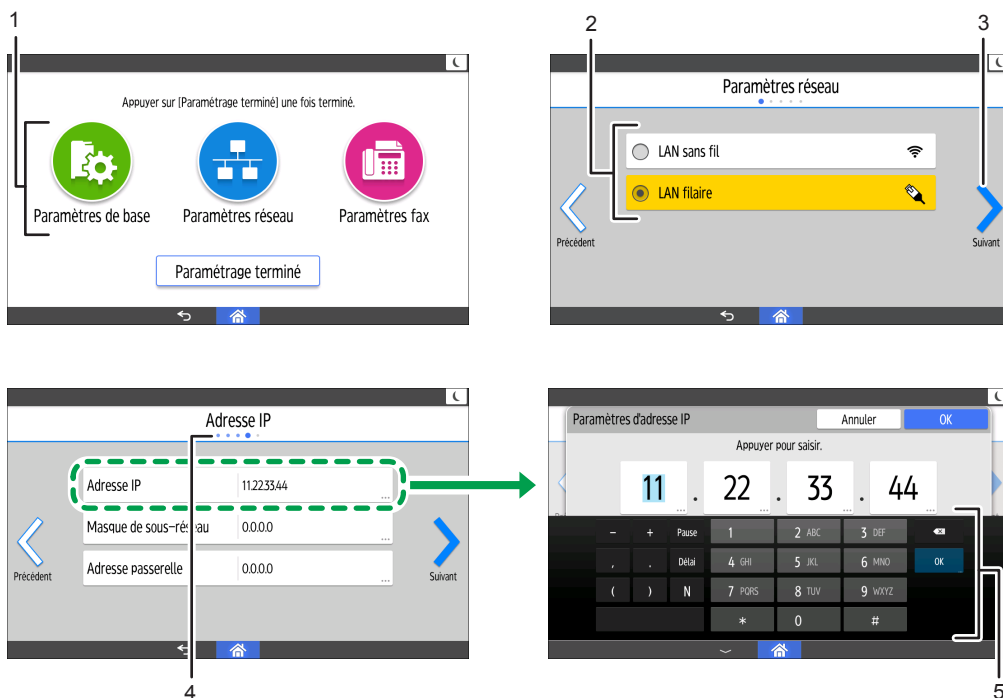 1
Appuyer sur [Paramétrage terminé] une fois terminé.
Paramètres de base
Paramètres réseau
Paramètres fax
Paramétrage terminé
2
3
Paramètres réseau
LAN sans fil
LAN filaire
Précédent
Suivant
Adresse IP
Adresse IP 11.22.33.44
...
Masque de sous-réseau 0.0.0.0
...
Adresse passerelle 0.0.0.0
...
Précédent
Suivant
4
Paramètres d'adresse IP
Annuler
OK
Appuyer pour saisir.
11 . 22 . 33 . 44
... ... ... ...
– + Pause 1 2 ABC 3 DEF
, . Délai 4 GHI 5 JKL 6 MNO OK
( ) N 7 PQRS 8 TUV 9 WXYZ
* 0 #
5